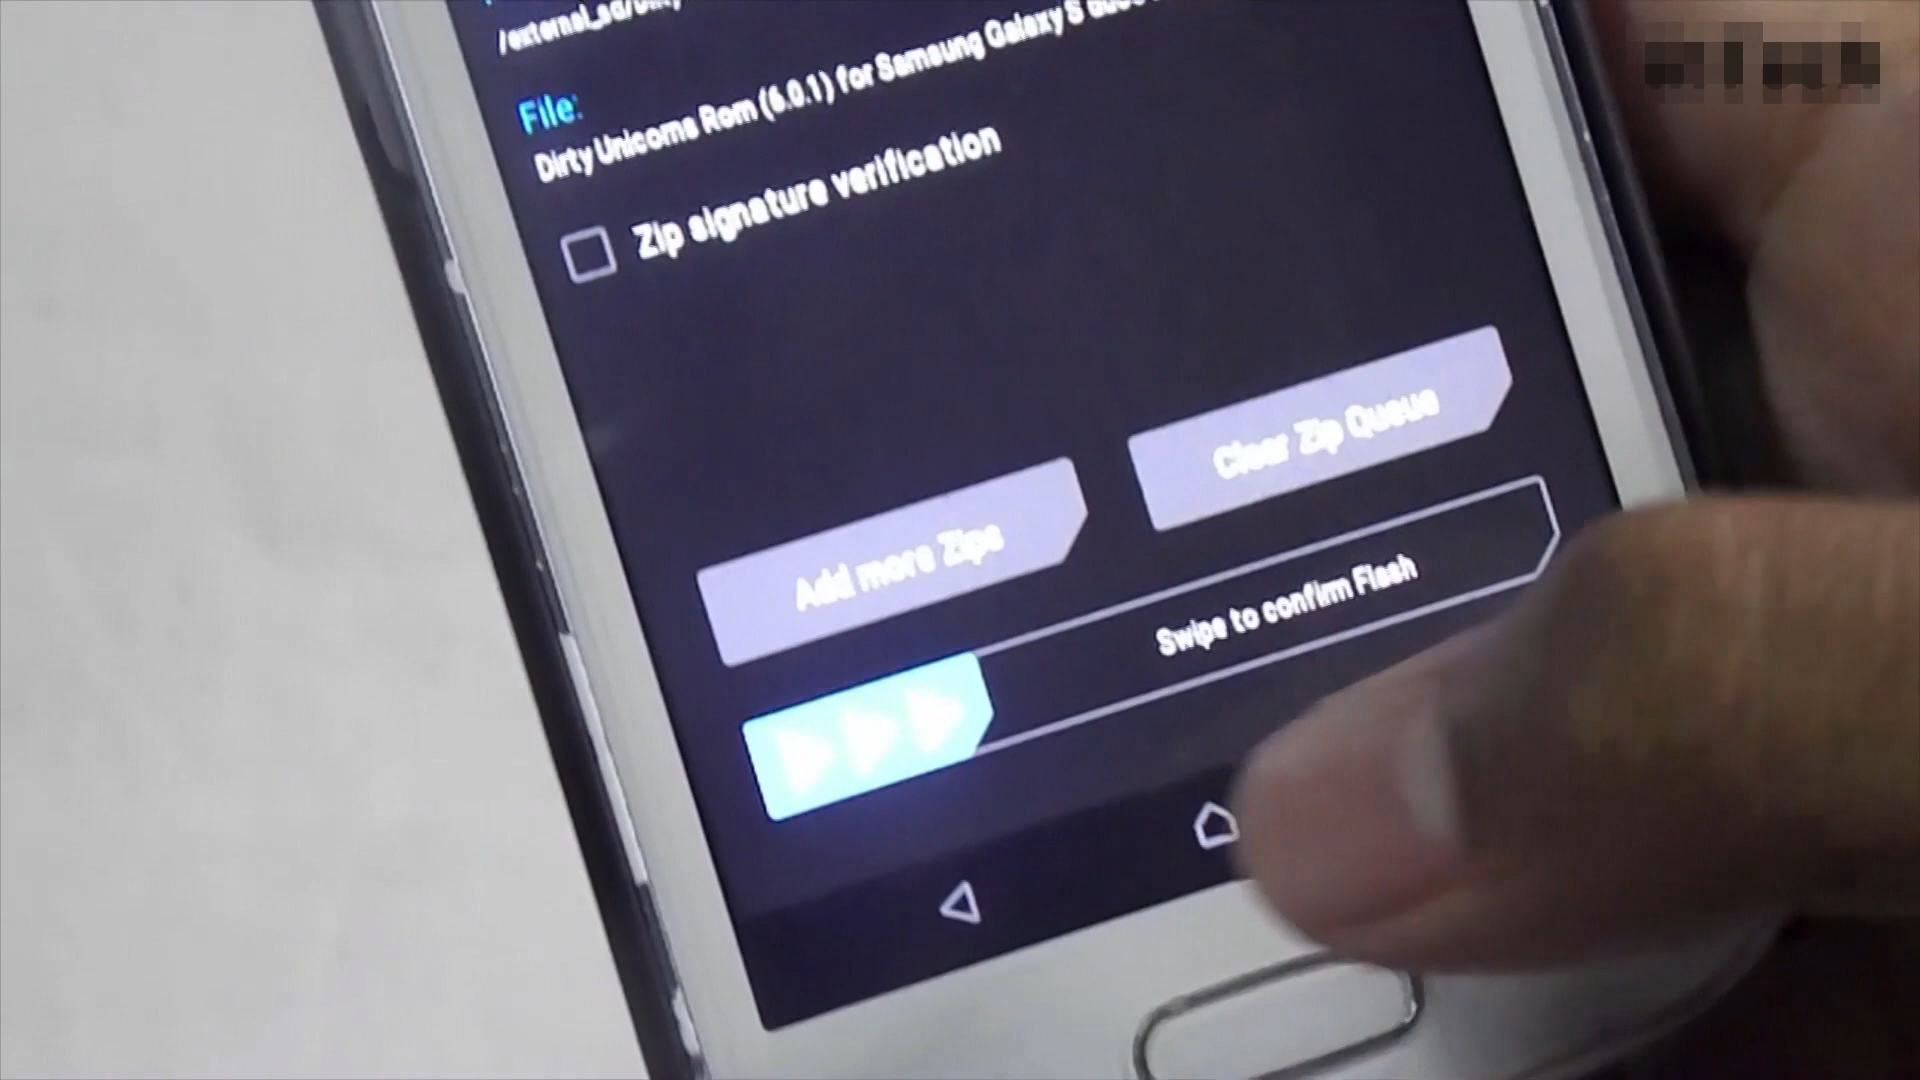 /external_sd/Dirty
File:
Dirty Unicorns Rom (6.0.1) for Samsung Galaxy S
Zip signature verification
Clear Zip Queue
Add more Zips
Swipe to confirm Flash